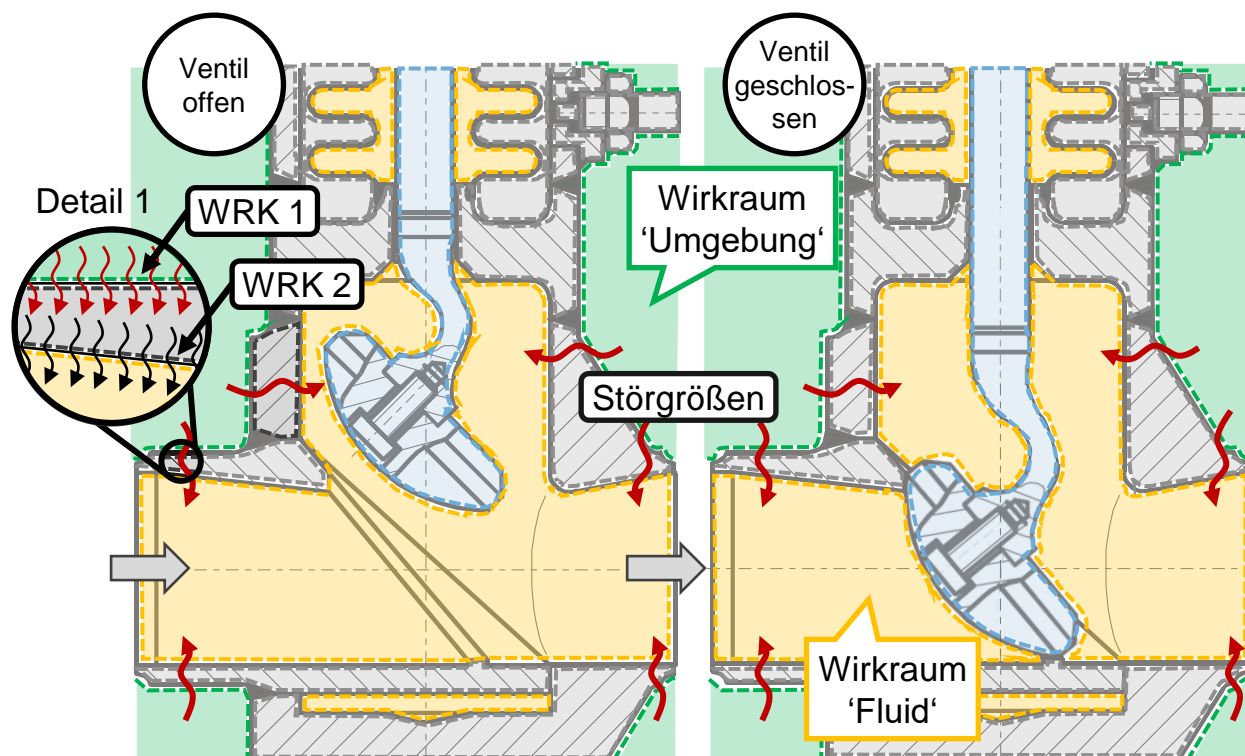 Ventil
offen
Ventil
geschlos-
sen
Detail 1
WRK 1
WRK 2
Wirkraum
‘Umgebung‘
Störgrößen
Wirkraum
‘Fluid‘